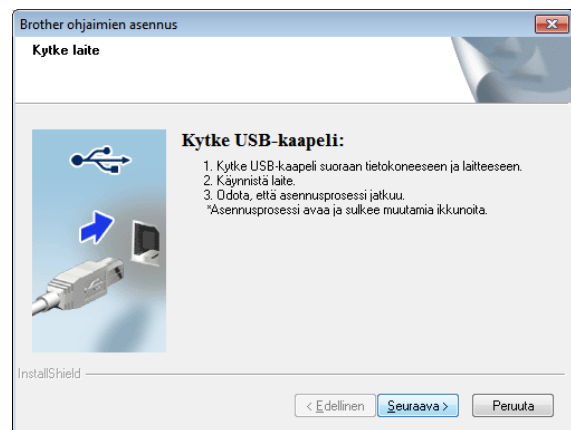 Brother ohjaimien asennus
Kytke laite
Kytke USB-kaapeli:
1. Kytke USB-kaapeli suoraan tietokoneeseen ja laitteeseen.
2. Käynnistä laite.
3. Odota, että asennusprosessi jatkuu.
*Asennusprosessi avaa ja sulkee muutamia ikkunoita.
InstallShield
< Edellinen Seuraava > Peruuta